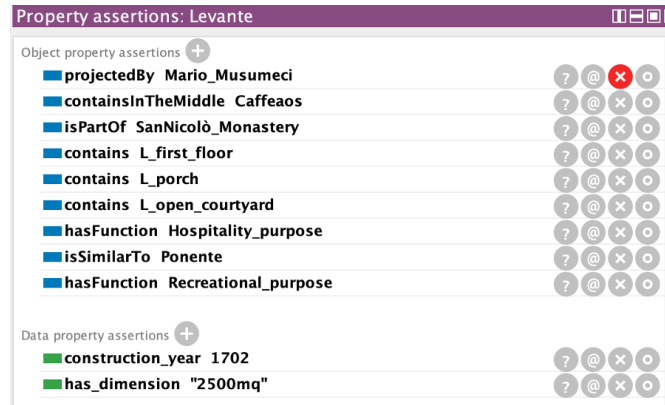 Property assertions: Levante
Object property assertions
projectedBy Mario_Musumeci
containsInTheMiddle Caffeaos
isPartOf SanNicolò_Monastery
contains L_first_floor
contains L_porch
contains L_open_courtyard
hasFunction Hospitality_purpose
isSimilarTo Ponente
hasFunction Recreational_purpose
Data property assertions
construction_year 1702
has_dimension "2500mq"